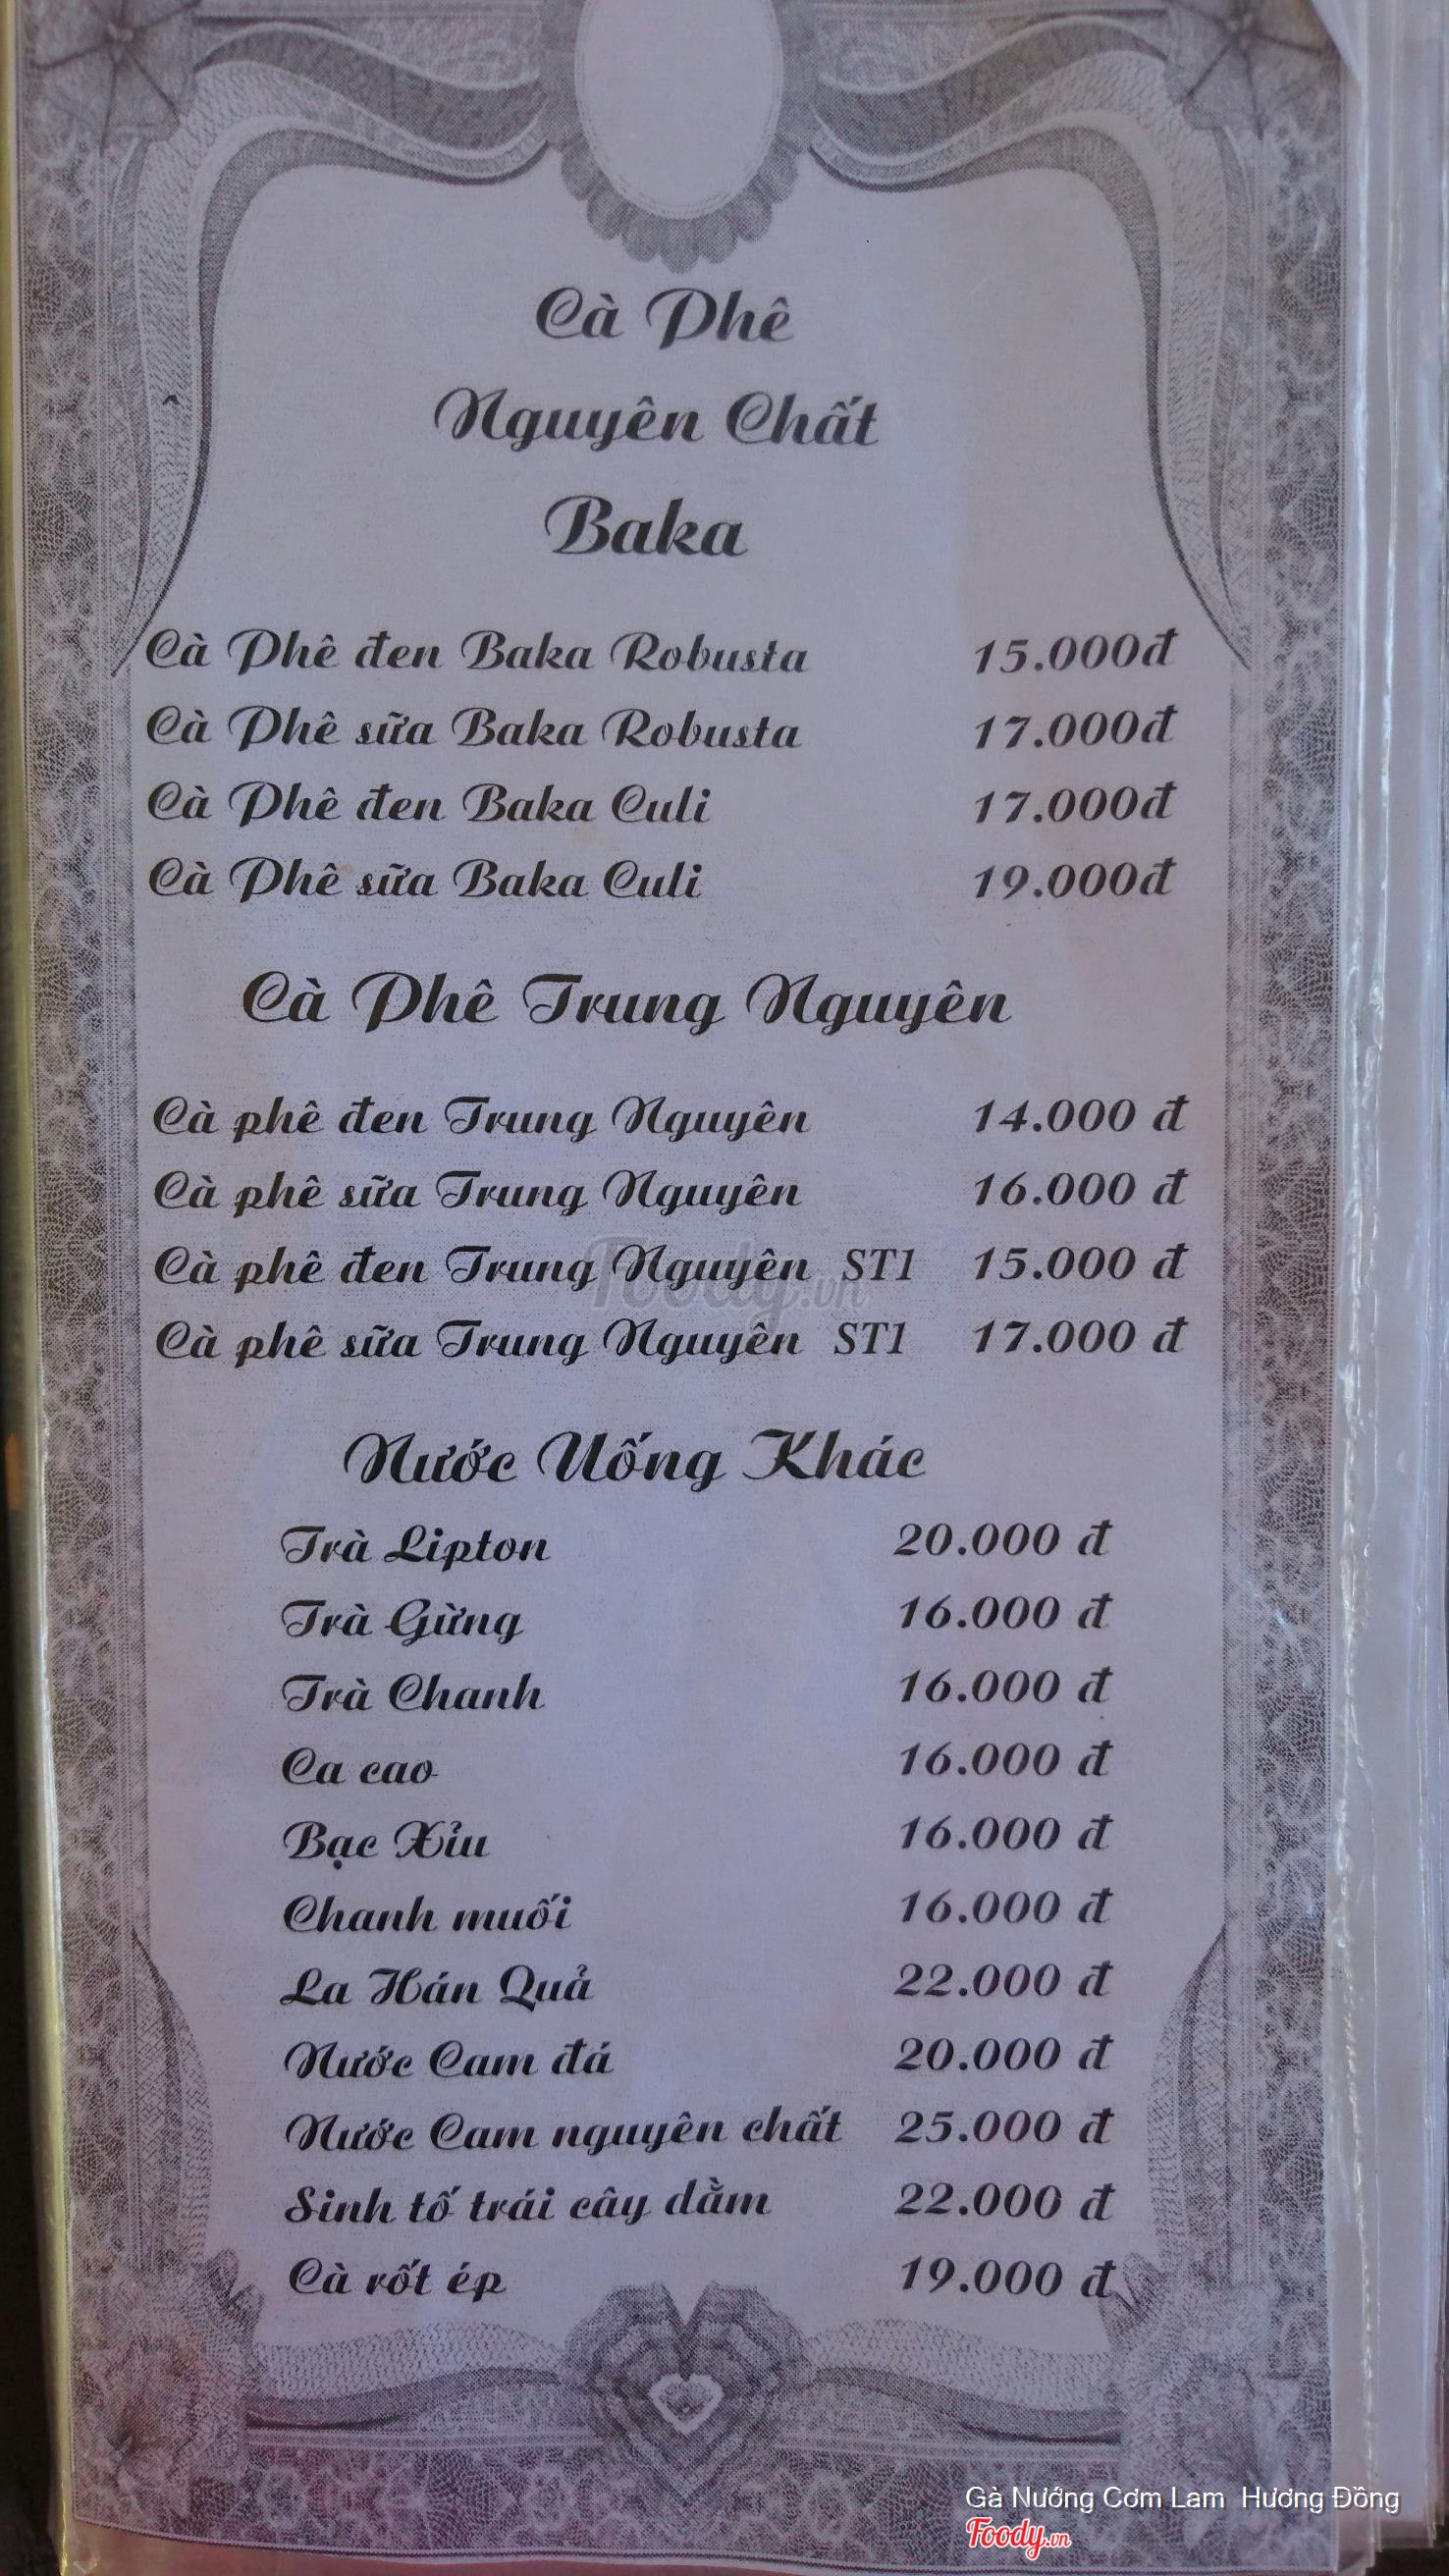 Cà Phê
Nguyên Chất
Baka
Cà Phê đen Baka Robusta 15.000đ
Cà Phê sữa Baka Robusta 17.000đ
Cà Phê đen Baka Culi 17.000đ
Cà Phê sữa Baka Culi 19.000đ
Cà Phê Trung Nguyên
Cà phê đen Trung Nguyên 14.000 đ
Cà phê sữa Trung Nguyên 16.000 đ
Cà phê đen Trung Nguyên ST1 15.000 đ
Foody.vn
Cà phê sữa Trung Nguyên ST1 17.000 đ
Nước Uống Khác
Trà Lipton 20.000 đ
Trà Gừng 16.000 đ
Trà Chanh 16.000 đ
Ca cao 16.000 đ
Bạc Xỉu 16.000 đ
Chanh muối 16.000 đ
La Hán Quả 22.000 đ
Nước Cam đá 20.000 đ
Nước Cam nguyên chất 25.000 đ
Sinh tố trái cây dằm 22.000 đ
Cà rốt ép 19.000 đ
Gà Nướng Cơm Lam Hương Đồng
Foody.vn